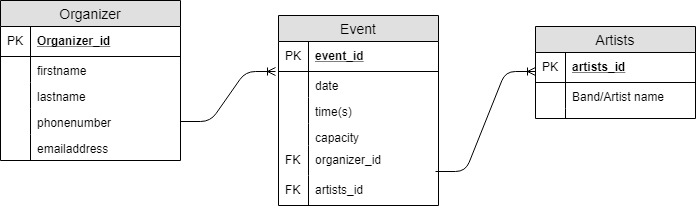 Organizer
PK Organizer_id
firstname
lastname
phonenumber
emailaddress
Event
PK event_id
date
time(s)
capacity
FK organizer_id
FK artists_id
Artists
PK artists_id
Band/Artist name